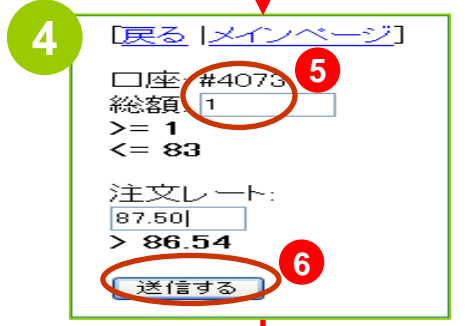 4
[戻る |メインページ]
口座: #4073
5
総額: 1
>= 1
<= 83
注文レート:
87.50
> 86.54
6
送信する